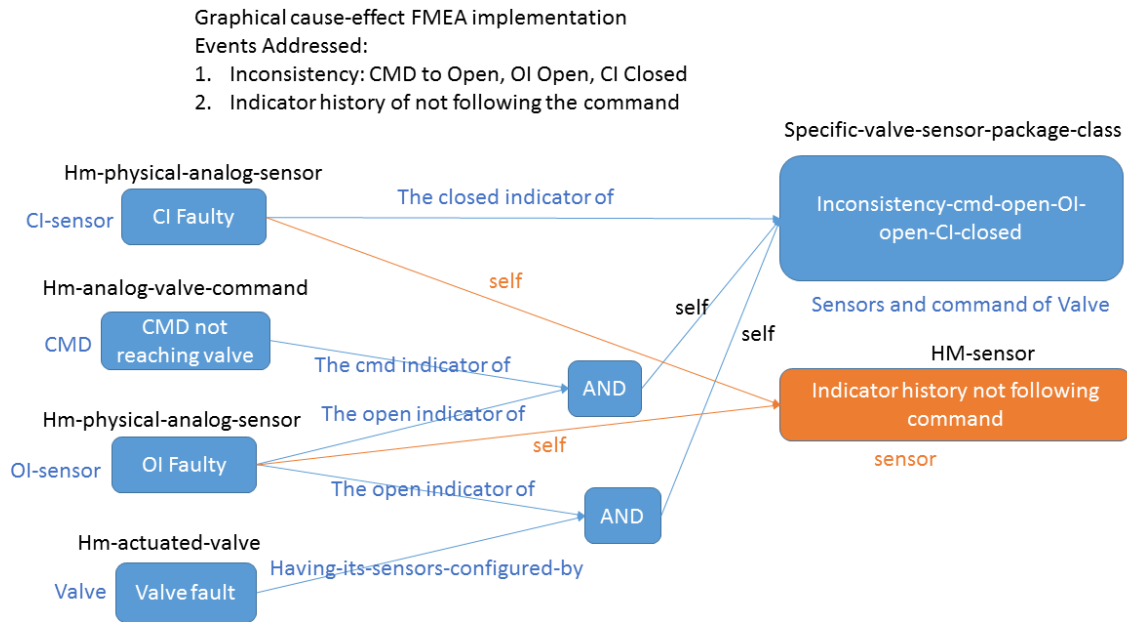 Graphical cause-effect FMEA implementation
Events Addressed:
1. Inconsistency: CMD to Open, OI Open, CI Closed
2. Indicator history of not following the command
Specific-valve-sensor-package-class
Hm-physical-analog-sensor
CI-sensor
CI Faulty
The closed indicator of
Inconsistency-cmd-open-OI-
open-CI-closed
self
Hm-analog-valve-command
self
Sensors and command of Valve
CMD
CMD not
reaching valve
self
HM-sensor
The cmd indicator of
AND
Indicator history not following
command
The open indicator of
Hm-physical-analog-sensor
self
sensor
OI-sensor
OI Faulty
The open indicator of
AND
Hm-actuated-valve
Having-its-sensors-configured-by
Valve
Valve fault